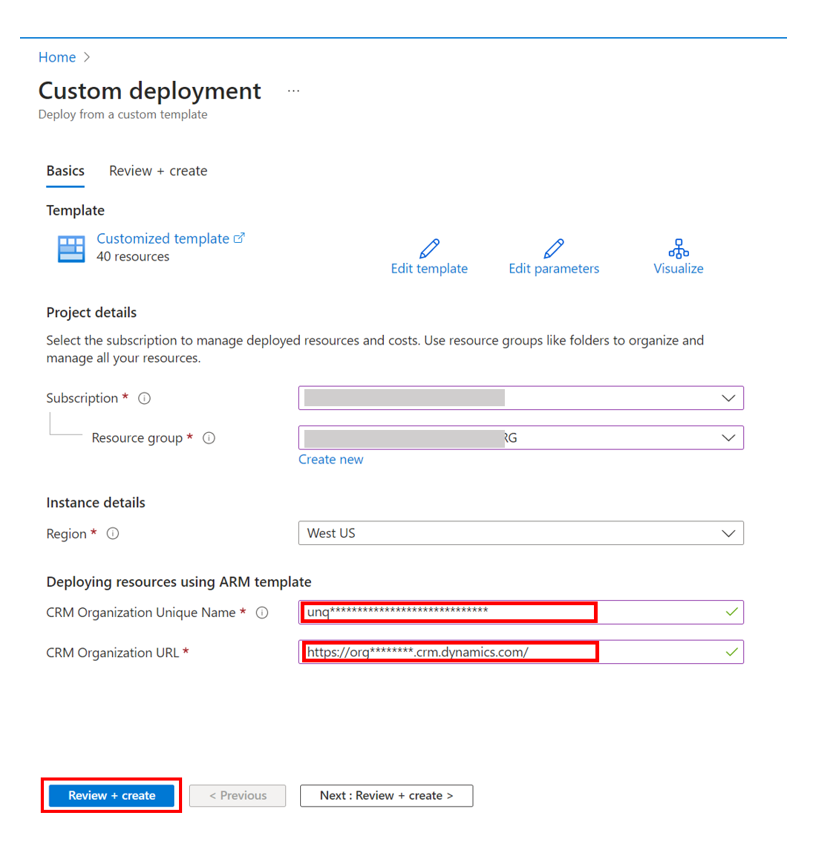 Home >
Custom deployment ...
Deploy from a custom template
Basics Review + create
Template
Customized template
40 resources
Edit template Edit parameters Visualize
Project details
Select the subscription to manage deployed resources and costs. Use resource groups like folders to organize and
manage all your resources.
Subscription *
Resource group * RG
Create new
Instance details
Region * West US
Deploying resources using ARM template
CRM Organization Unique Name * unq*****************************
CRM Organization URL * https://org********.crm.dynamics.com/
Review + create < Previous Next : Review + create >